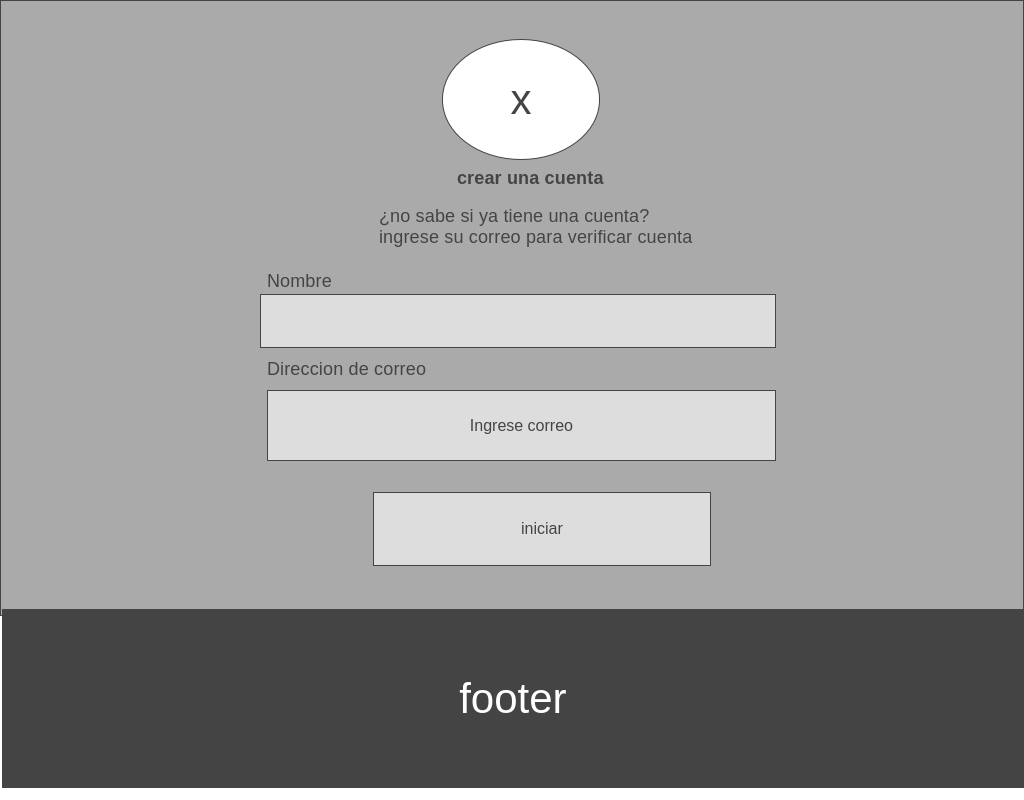 x
crear una cuenta
¿no sabe si ya tiene una cuenta?
ingrese su correo para verificar cuenta
Nombre
Direccion de correo
Ingrese correo
iniciar
footer